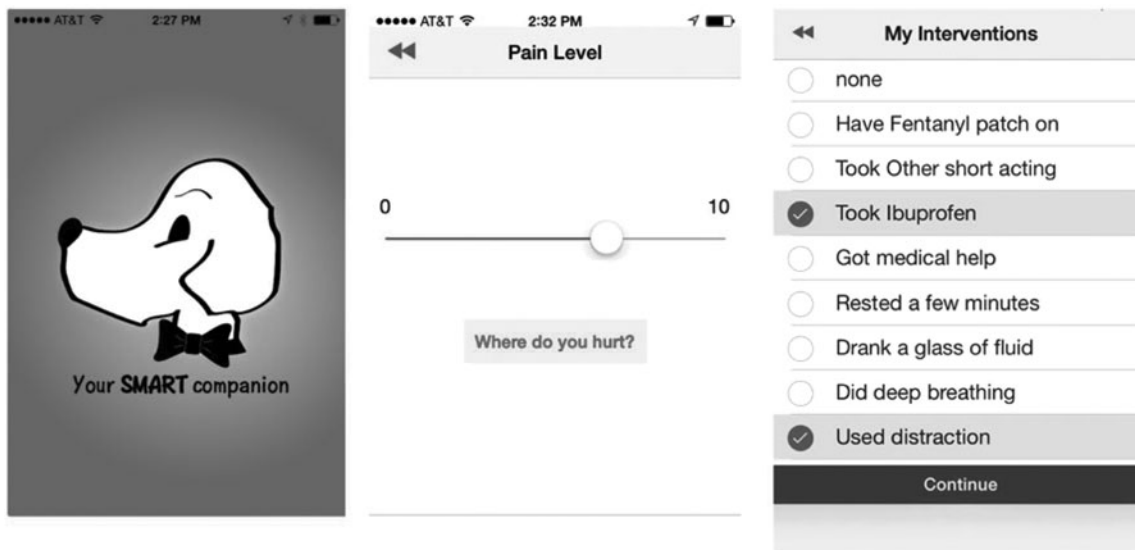 AT&T 2:27 PM
Your SMART companion
AT&T 2:32 PM
Pain Level
0 10
Where do you hurt?
My Interventions
none
Have Fentanyl patch on
Took Other short acting
Took Ibuprofen
Got medical help
Rested a few minutes
Drank a glass of fluid
Did deep breathing
Used distraction
Continue